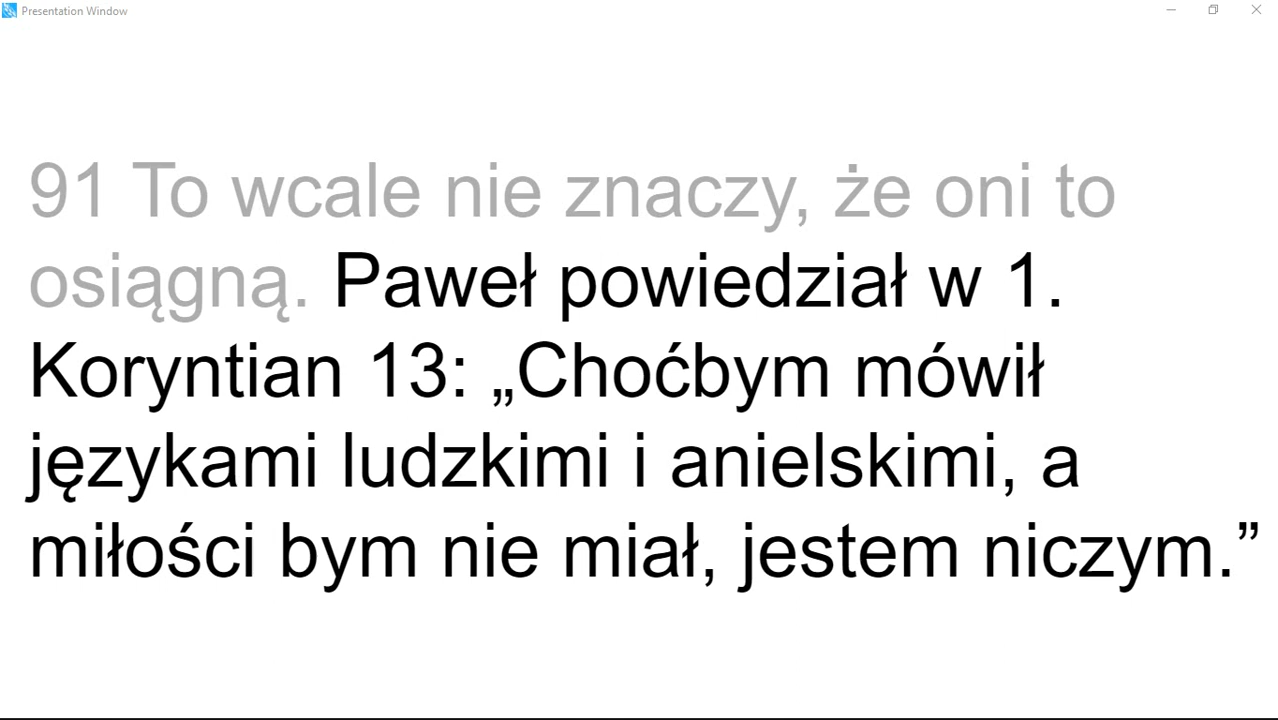 Presentation Window
91 To wcale nie znaczy, że oni to
osiągną. Paweł powiedział w 1.
Koryntian 13: „Choćbym mówił
językami ludzkimi i anielskimi, a
miłości bym nie miał, jestem niczym.”